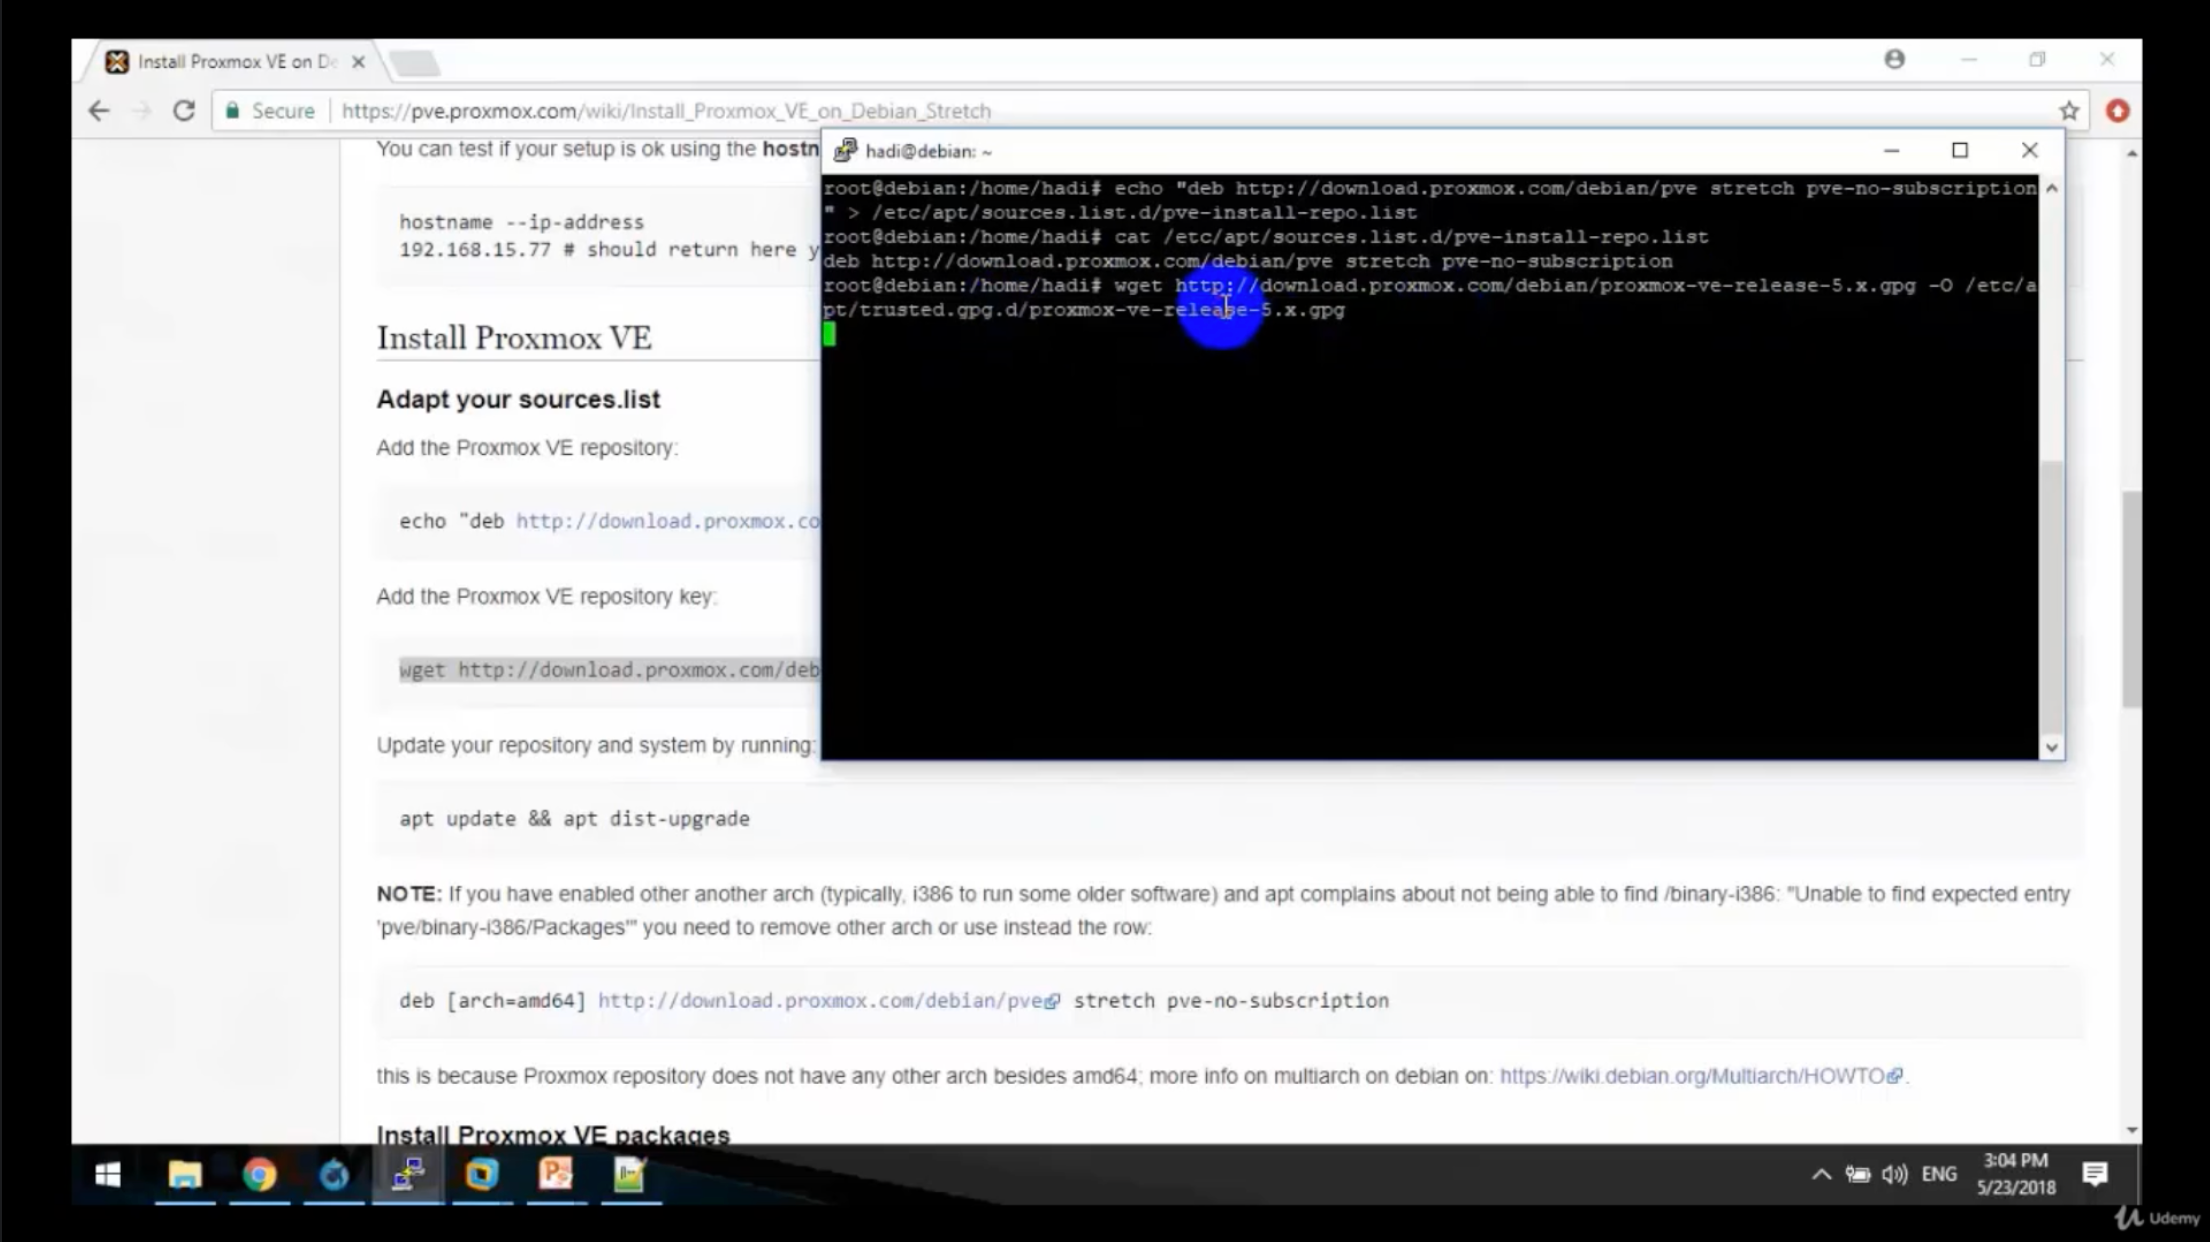 Install Proxmox VE on De
Secure
https://pve.proxmox.com/wiki/Install_Proxmox_VE_on_Debian_Stretch
You can test if your setup is ok using the hostn
hostname --ip-address
192.168.15.77 # should return here y
Install Proxmox VE
Adapt your sources.list
Add the Proxmox VE repository:
echo "deb http://download.proxmox.co
Add the Proxmox VE repository key:
wget http://download.proxmox.com/deb
Update your repository and system by running:
hadi@debian: ~
root@debian:/home/hadi# echo "deb http://download.proxmox.com/debian/pve stretch pve-no-subscription
" > /etc/apt/sources.list.d/pve-install-repo.list
root@debian:/home/hadi# cat /etc/apt/sources.list.d/pve-install-repo.list
deb http://download.proxmox.com/debian/pve stretch pve-no-subscription
root@debian:/home/hadi# wget http://download.proxmox.com/debian/proxmox-ve-release-5.x.gpg -O /etc/a
pt/trusted.gpg.d/proxmox-ve-release-5.x.gpg
apt update && apt dist-upgrade
NOTE: If you have enabled other another arch (typically, i386 to run some older software) and apt complains about not being able to find /binary-i386: "Unable to find expected entry
'pve/binary-i386/Packages'" you need to remove other arch or use instead the row:
deb [arch=amd64] http://download.proxmox.com/debian/pve stretch pve-no-subscription
this is because Proxmox repository does not have any other arch besides amd64; more info on multiarch on debian on: https://wiki.debian.org/Multiarch/HOWTO.
Install Proxmox VE packages
ENG
3:04 PM
5/23/2018
Udemy